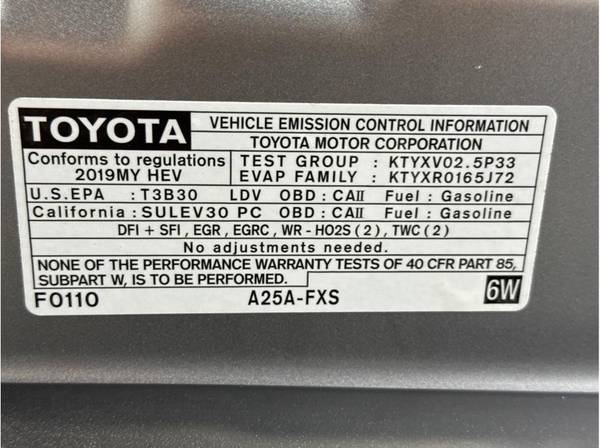 TOYOTA
VEHICLE EMISSION CONTROL INFORMATION
TOYOTA MOTOR CORPORATION
Conforms to regulations
2019MY HEV
TEST GROUP : KTYXV02.5P33
EVAP FAMILY : KTYXR0165J72
U.S.EPA : T3B30 LDV OBD : CAII Fuel : Gasoline
California : SULEV30 PC OBD : CAII Fuel : Gasoline
DFI + SFI , EGR , EGRC , WR - HO2S ( 2 ) , TWC ( 2 )
No adjustments needed.
NONE OF THE PERFORMANCE WARRANTY TESTS OF 40 CFR PART 85,
SUBPART W, IS TO BE PERFORMED.
F0110 A25A-FXS 6W